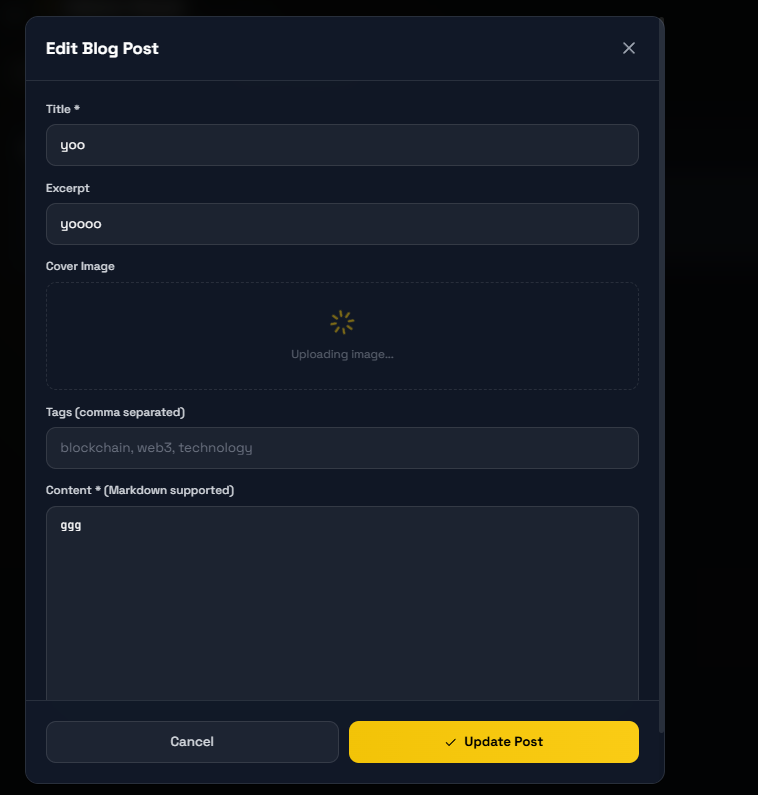 Edit Blog Post
Title *
yoo
Excerpt
yoooo
Cover Image
Uploading image...
Tags (comma separated)
blockchain, web3, technology
Content * (Markdown supported)
ggg
Cancel
Update Post